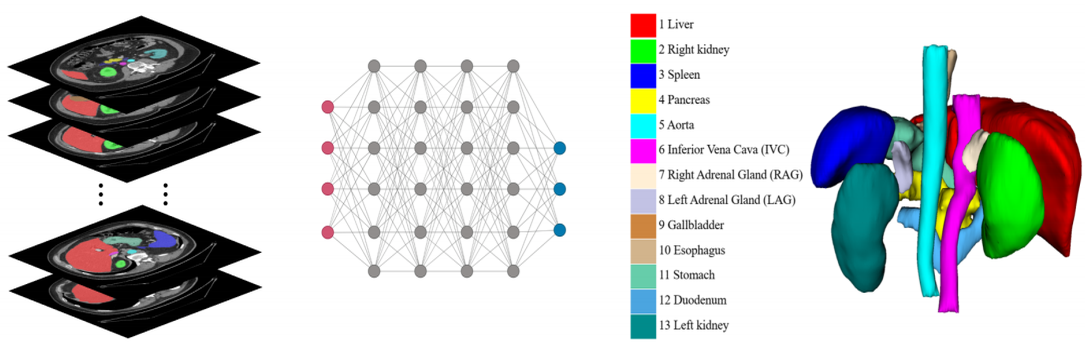 1 Liver
2 Right kidney
3 Spleen
4 Pancreas
5 Aorta
6 Inferior Vena Cava (IVC)
7 Right Adrenal Gland (RAG)
8 Left Adrenal Gland (LAG)
9 Gallbladder
10 Esophagus
11 Stomach
12 Duodenum
13 Left kidney